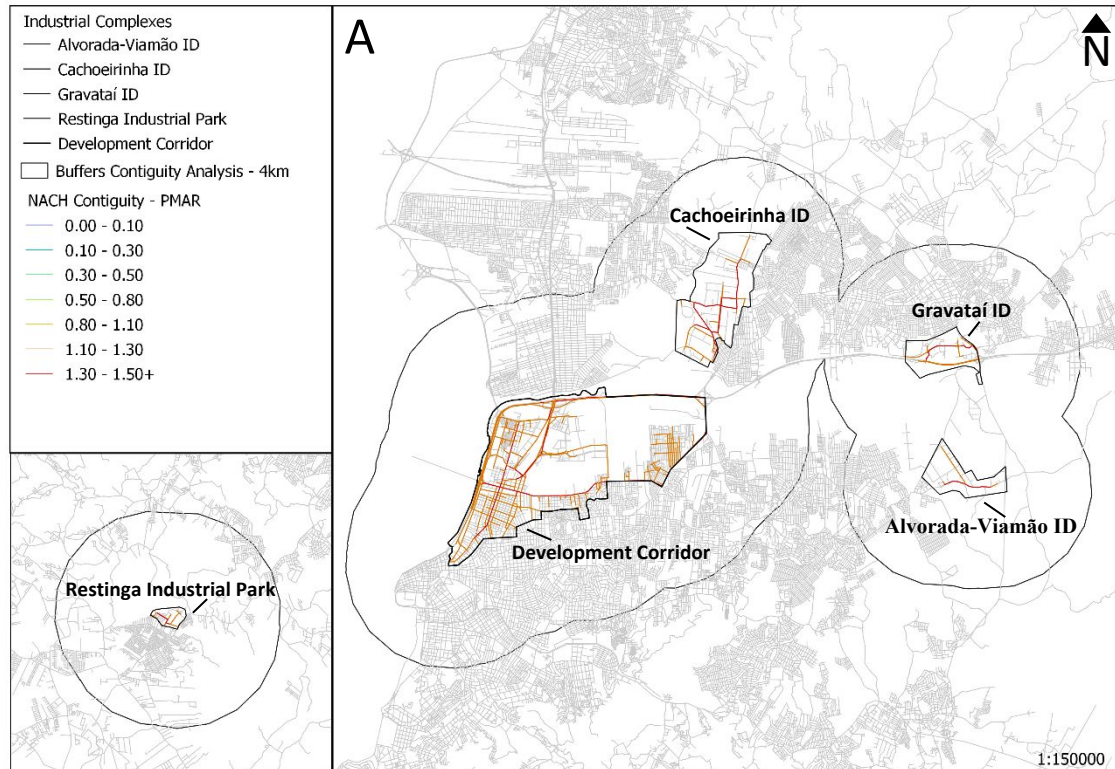 Industrial Complexes
Alvorada-Viamão ID
Cachoeirinha ID
Gravataí ID
Restinga Industrial Park
Development Corridor
Buffers Contiguity Analysis - 4km
NACH Contiguity - PMAR
0.00 - 0.10
0.10 - 0.30
0.30 - 0.50
0.50 - 0.80
0.80 - 1.10
1.10 - 1.30
1.30 - 1.50+
A
N
Cachoeirinha ID
Gravataí ID
Alvorada-Viamão ID
Development Corridor
Restinga Industrial Park
1:150000